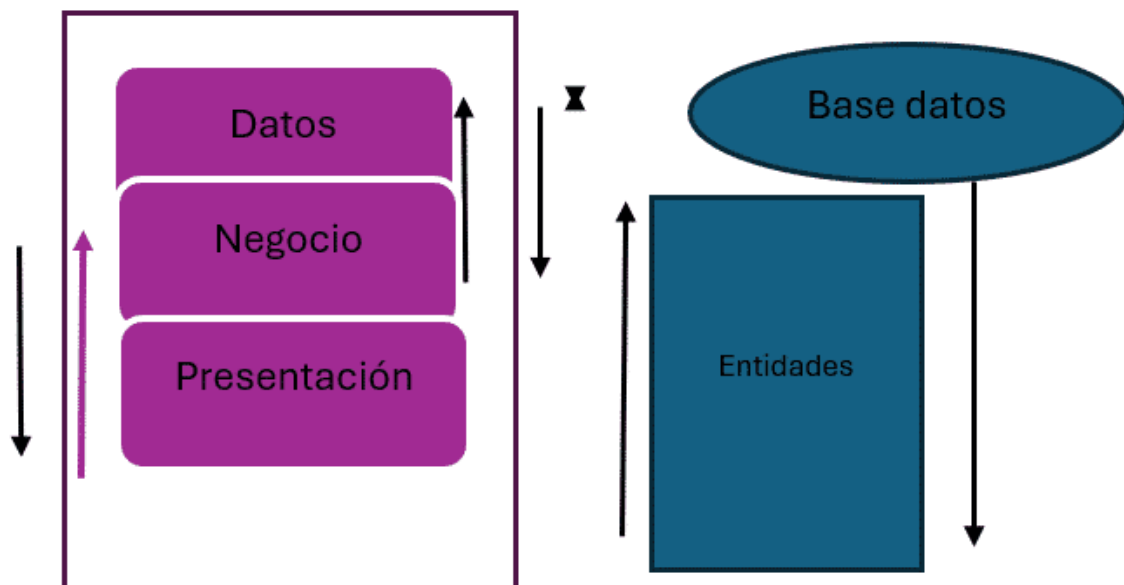 Datos
Negocio
Presentación
Base datos
Entidades